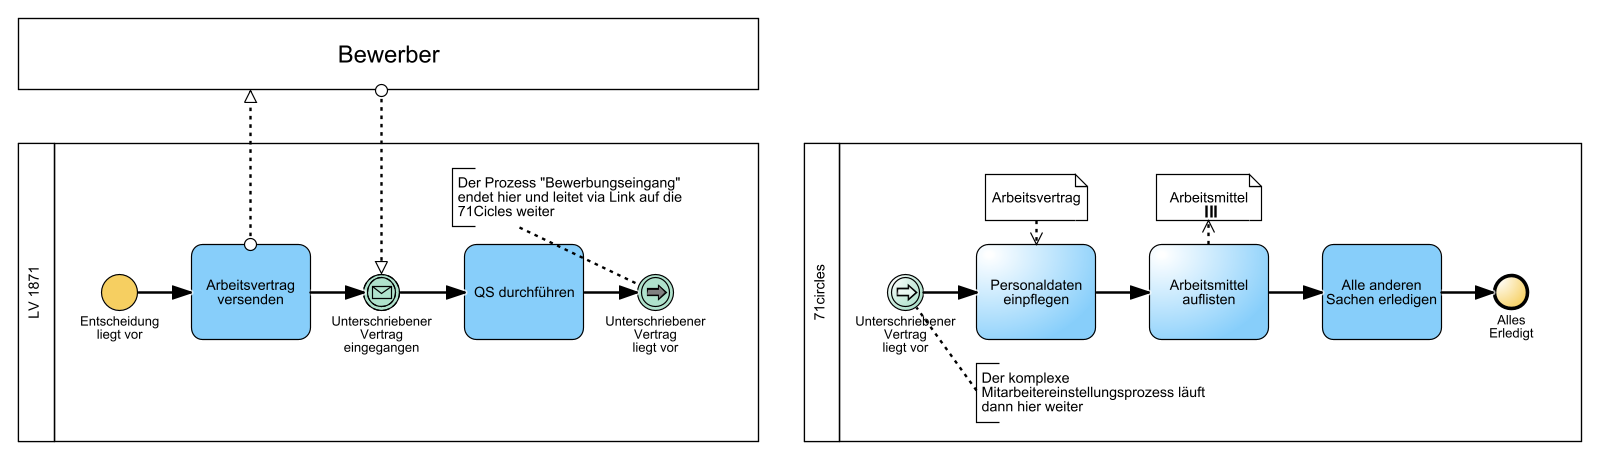 Bewerber
LV 1871
Der Prozess "Bewerbungseingang"
endet hier und leitet via Link auf die
71Cicles weiter
Arbeitsvertrag
versenden
QS durchführen
Entscheidung
liegt vor
Unterschriebener
Vertrag
eingegangen
Unterschriebener
Vertrag
liegt vor
71circles
Arbeitsvertrag
Arbeitsmittel
Personaldaten
einpflegen
Arbeitsmittel
auflisten
Alle anderen
Sachen erledigen
Unterschriebener
Vertrag
liegt vor
Alles
Erledigt
Der komplexe
Mitarbeitereinstellungsprozess läuft
dann hier weiter